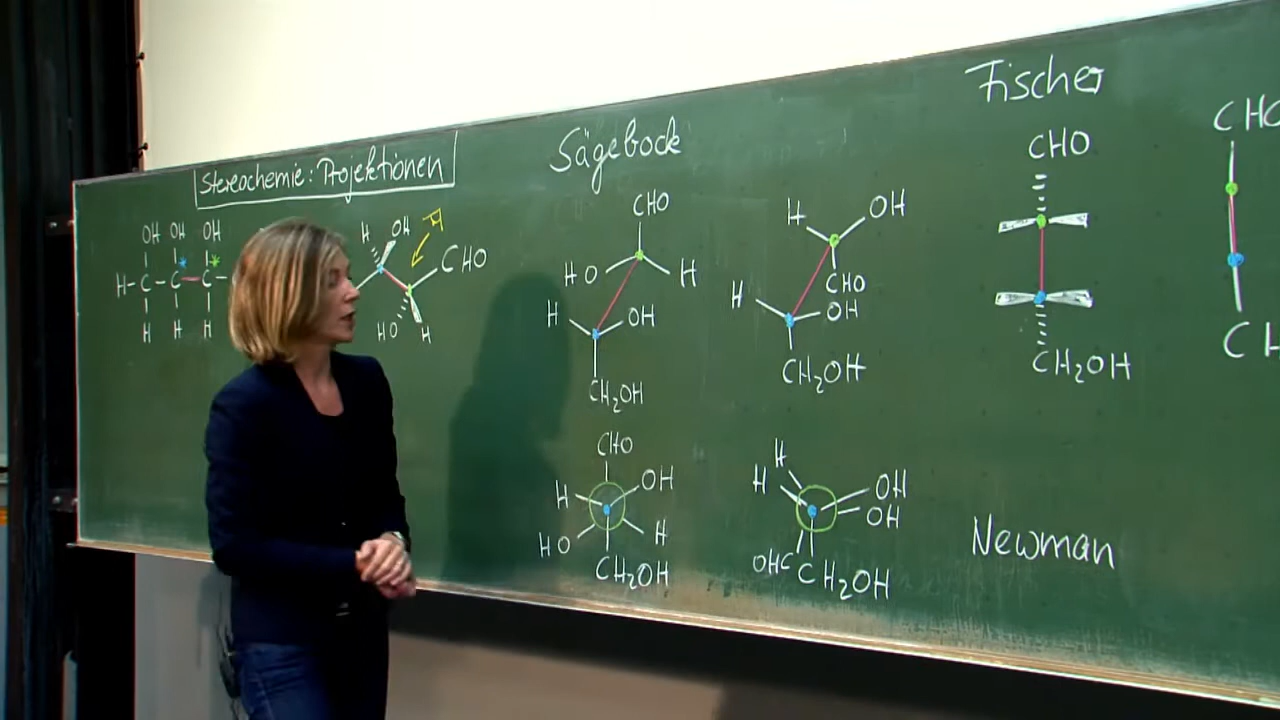 Stereochemie: Projektionen
OH OH OH
H-C-C-C-
H H H
H OH
CHO
HO H
Sägebock
CHO
HO H
H OH
CH₂OH
H OH
CHO
H OH
CH₂OH
CHO
H OH
HO H
CH₂OH
H
H OH
OH
OHC CH₂OH
Fischer
CHO
CH₂OH
Newman
CHO
CH